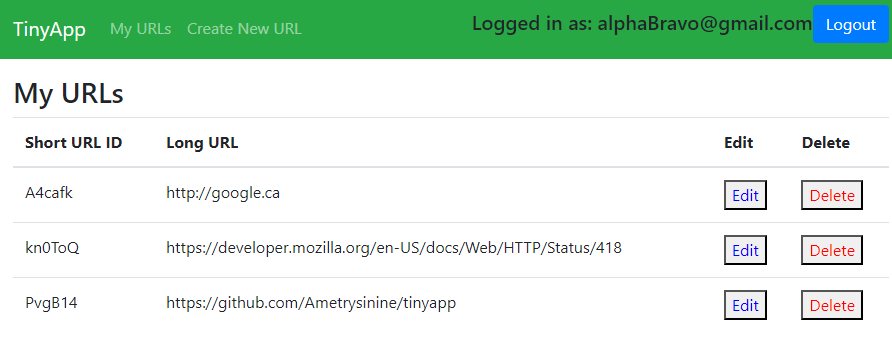 TinyApp My URLs Create New URL Logged in as: alphaBravo@gmail.com Logout
My URLs
Short URL ID Long URL Edit Delete
A4cafk http://google.ca Edit Delete
kn0ToQ https://developer.mozilla.org/en-US/docs/Web/HTTP/Status/418 Edit Delete
PvgB14 https://github.com/Ametrysinine/tinyapp Edit Delete